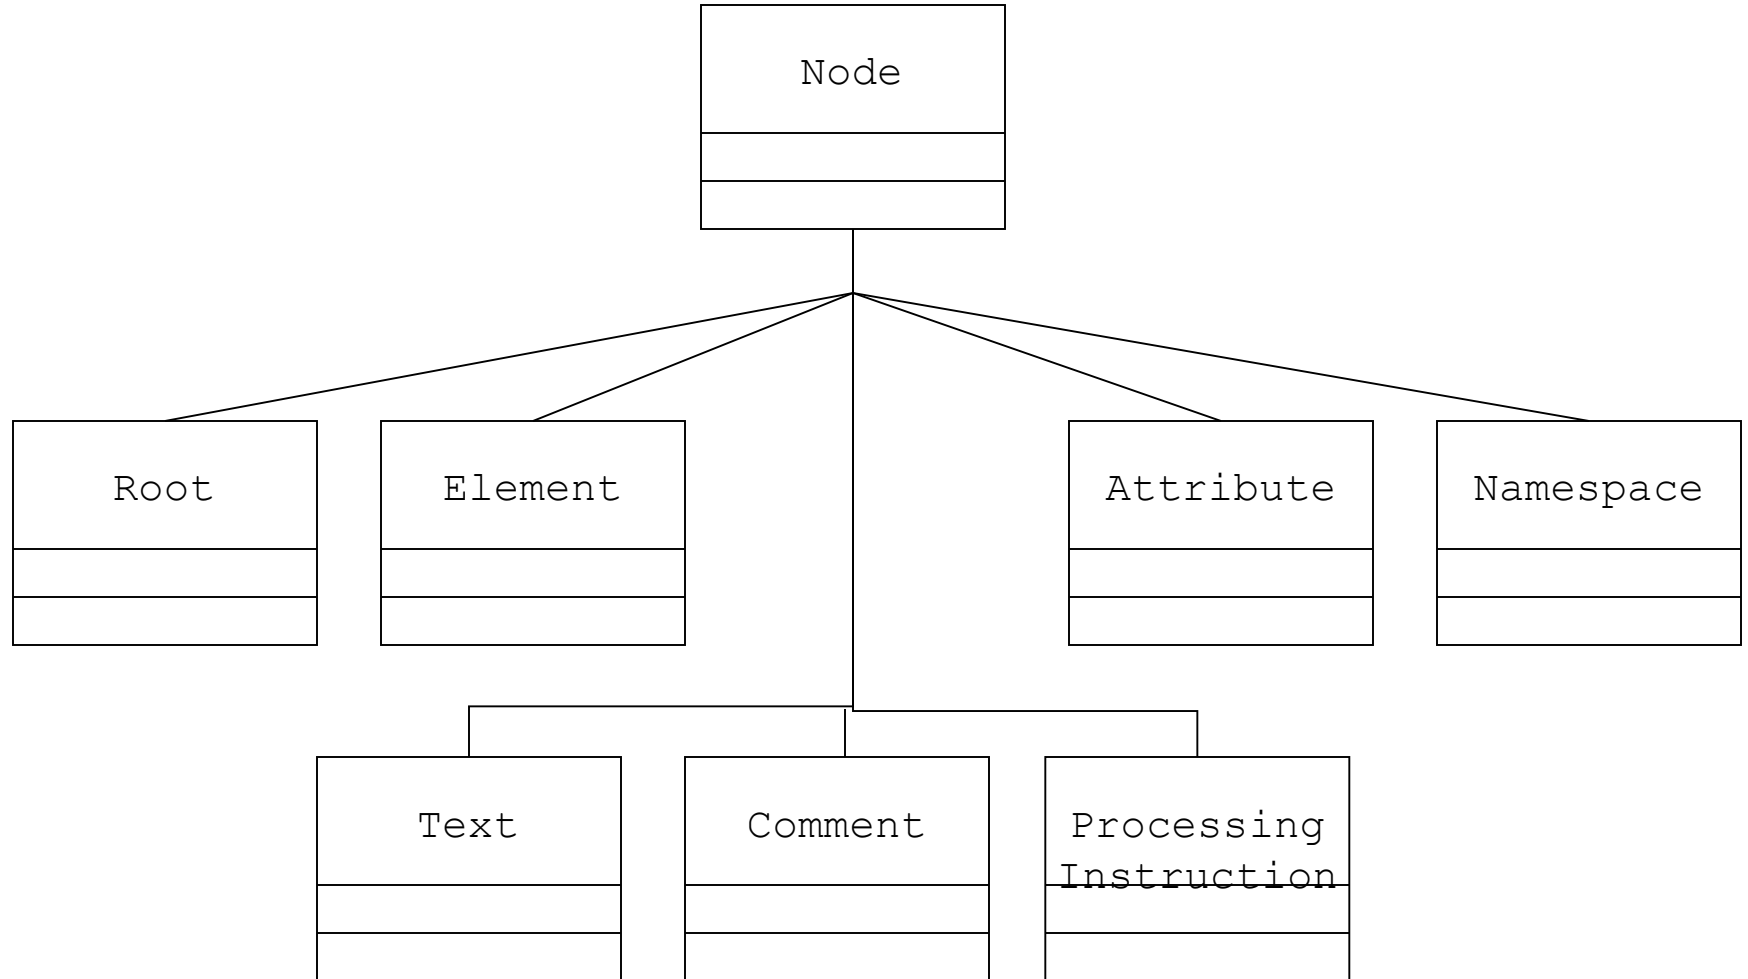 Node
Root
Element
Attribute
Namespace
Text
Comment
Processing
Instruction